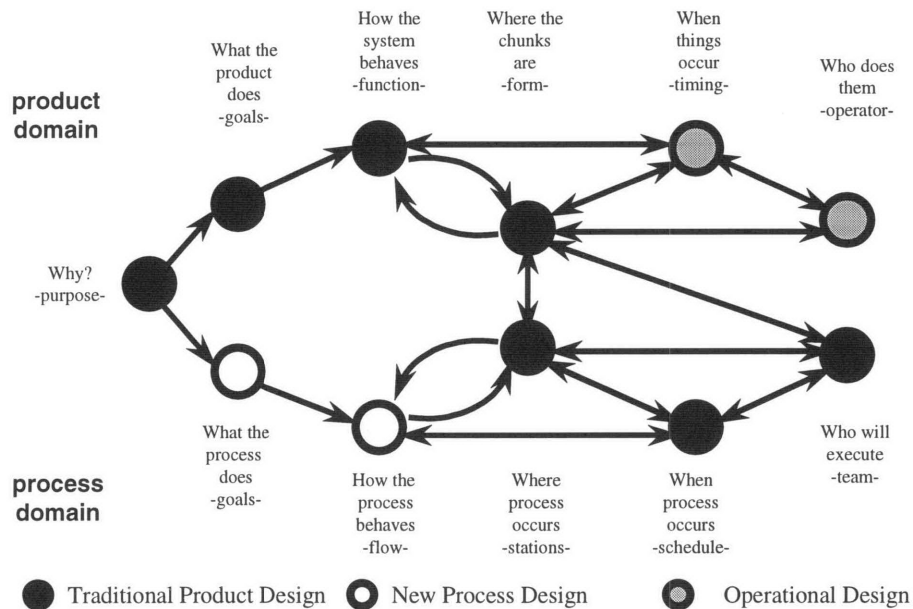 What the
product
does
-goals-
How the
system
behaves
-function-
Where the
chunks
are
-form-
When
things
occur
-timing-
Who does
them
-operator-
product
domain
Why?
-purpose-
What the
process
does
-goals-
How the
process
behaves
-flow-
Where
process
occurs
-stations-
When
process
occurs
-schedule-
Who will
execute
-team-
process
domain
Traditional Product Design
New Process Design
Operational Design